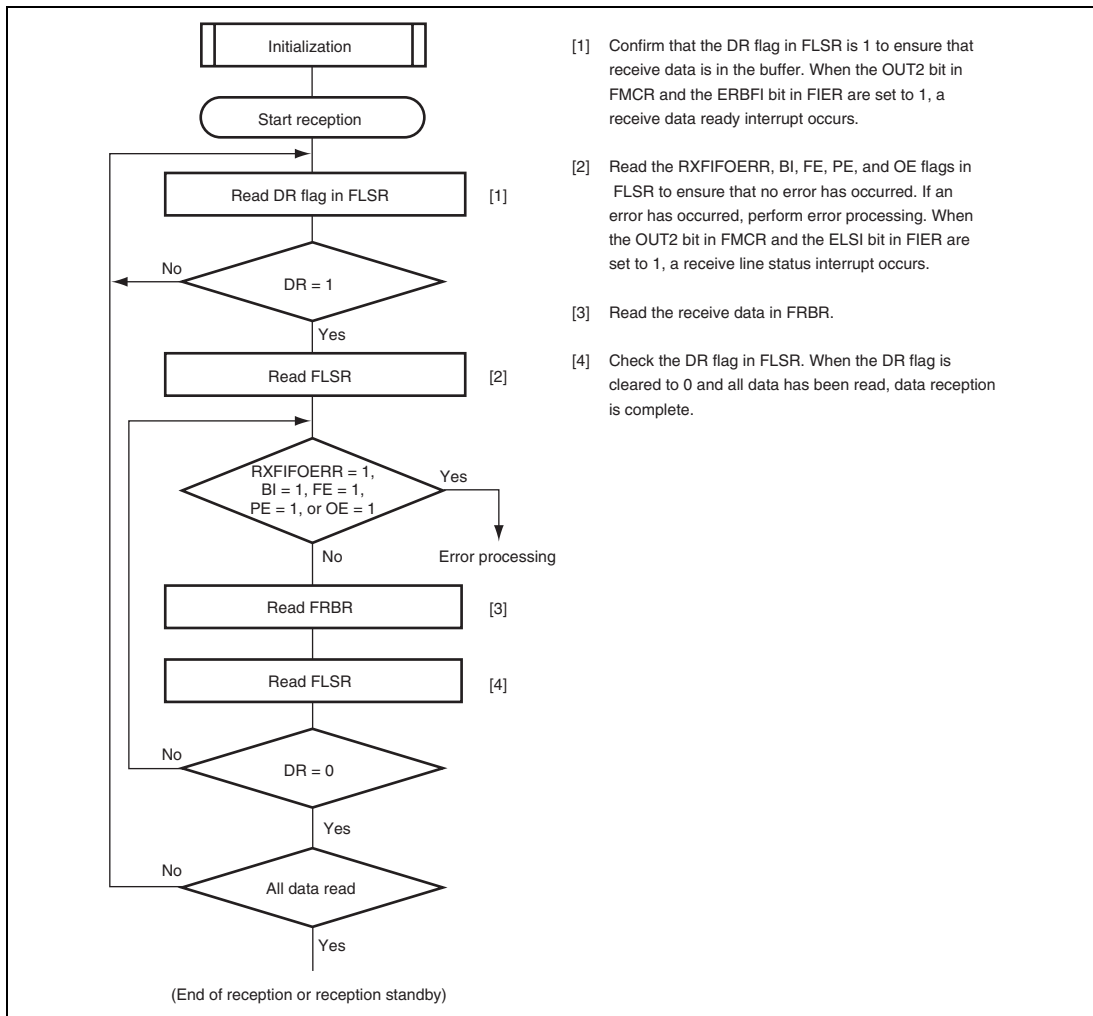 Initialization
Start reception
Read DR flag in FLSR
[1]
No
DR = 1
Yes
Read FLSR
[2]
RXFIFOERR = 1,
BI = 1, FE = 1,
PE = 1, or OE = 1
Yes
Error processing
No
Read FRBR
[3]
Read FLSR
[4]
No
DR = 0
Yes
No
All data read
Yes
(End of reception or reception standby)
[1] Confirm that the DR flag in FLSR is 1 to ensure that
receive data is in the buffer. When the OUT2 bit in
FMCR and the ERBFI bit in FIER are set to 1, a
receive data ready interrupt occurs.
[2] Read the RXFIFOERR, BI, FE, PE, and OE flags in
FLSR to ensure that no error has occurred. If an
error has occurred, perform error processing. When
the OUT2 bit in FMCR and the ELSI bit in FIER are
set to 1, a receive line status interrupt occurs.
[3] Read the receive data in FRBR.
[4] Check the DR flag in FLSR. When the DR flag is
cleared to 0 and all data has been read, data reception
is complete.